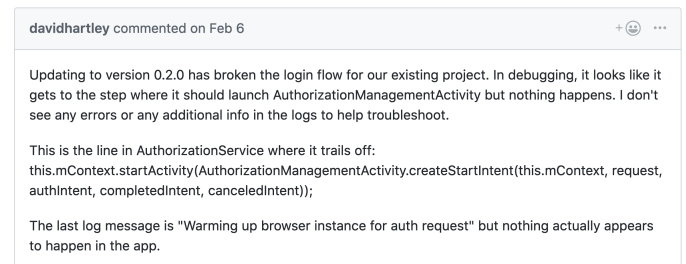 davidhartley commented on Feb 6
Updating to version 0.2.0 has broken the login flow for our existing project. In debugging, it looks like it
gets to the step where it should launch AuthorizationManagementActivity but nothing happens. I don't
see any errors or any additional info in the logs to help troubleshoot.
This is the line in AuthorizationService where it trails off:
this.mContext.startActivity(AuthorizationManagementActivity.createStartIntent(this.mContext, request,
authIntent, completedIntent, canceledIntent));
The last log message is "Warming up browser instance for auth request" but nothing actually appears
to happen in the app.